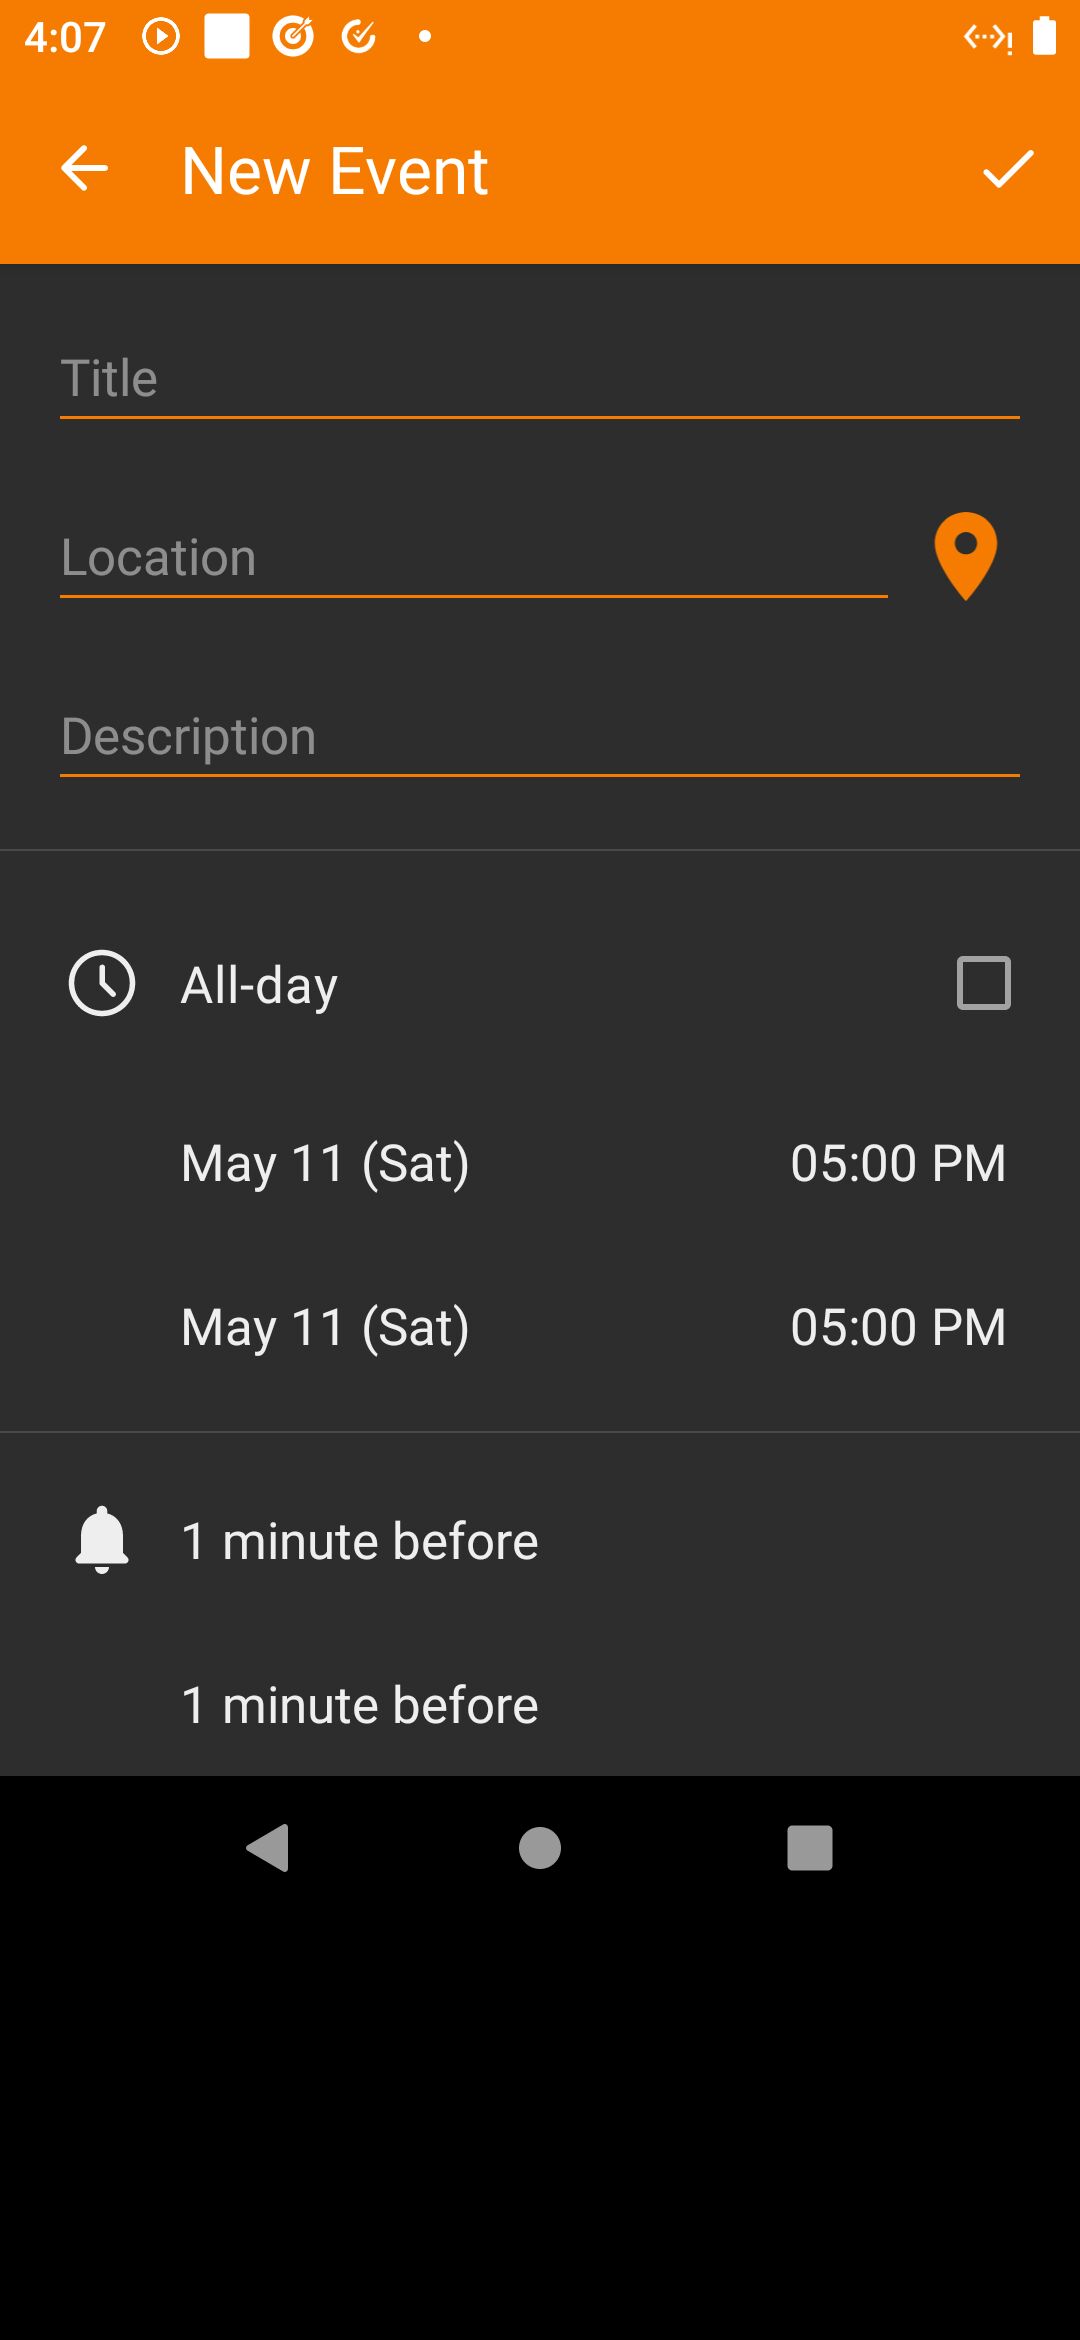 4:07
New Event
Title
Location
Description
All-day
May 11 (Sat) 05:00 PM
May 11 (Sat) 05:00 PM
1 minute before
1 minute before